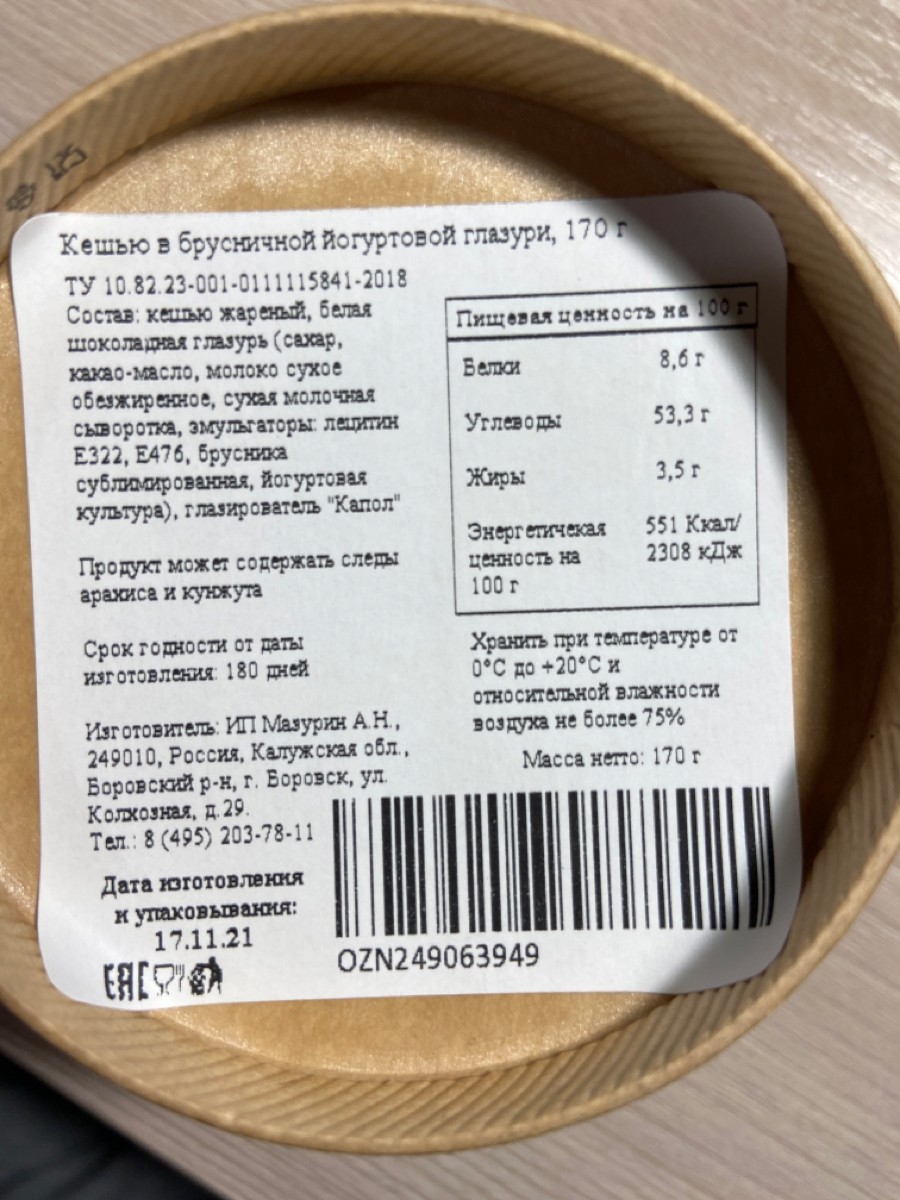 Кешью в брусничной йогуртовой глазури, 170 г
ТУ 10.82.23-001-0111115841-2018
Состав: кешью жареный, белая
шоколадная глазурь (сахар,
какао-масло, молоко сухое
обезжиренное, сухая молочная
сыворотка, эмульгаторы: лецитин
Е322, Е476, брусника
сублимированная, йогуртовая
культура), глазирователь "Капол"
Продукт может содержать следы
арахиса и кунжута
Срок годности от даты
изготовления: 180 дней
Изготовитель: ИП Мазурин А.Н.,
249010, Россия, Калужская обл.,
Боровский р-н, г. Боровск, ул.
Колхозная, д.29.
Тел.: 8 (495) 203-78-11
Дата изготовления
и упаковывания:
17.11.21
ЕАС
Пищевая ценность на 100 г
Белки 8,6 г
Углеводы 53,3 г
Жиры 3,5 г
Энергетичекая 551 Ккал/
ценность на 2308 кДж
100 г
Хранить при температуре от
0°С до +20°С и
относительной влажности
воздуха не более 75%
Масса нетто: 170 г
OZN249063949